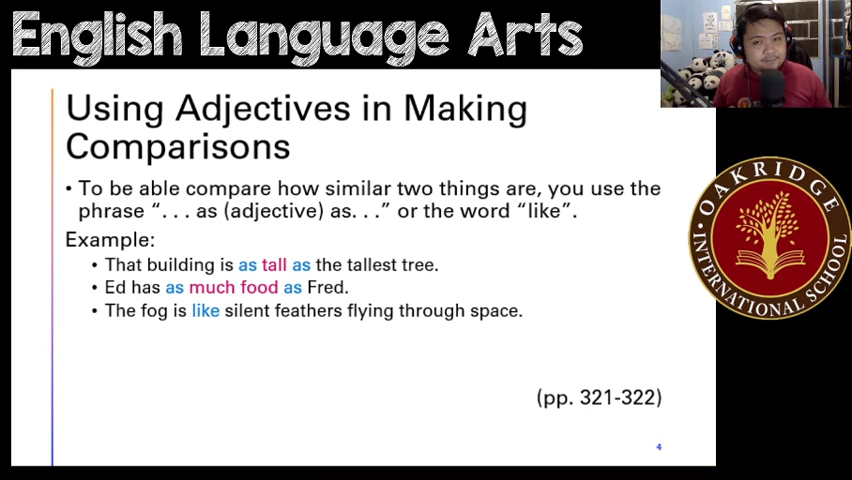 English Language Arts
Using Adjectives in Making
Comparisons
• To be able compare how similar two things are, you use the
phrase “. . . as (adjective) as. . .” or the word “like”.
Example:
• That building is as tall as the tallest tree.
• Ed has as much food as Fred.
• The fog is like silent feathers flying through space.
(pp. 321-322)
4
OAKRIDGE
INTERNATIONAL SCHOOL